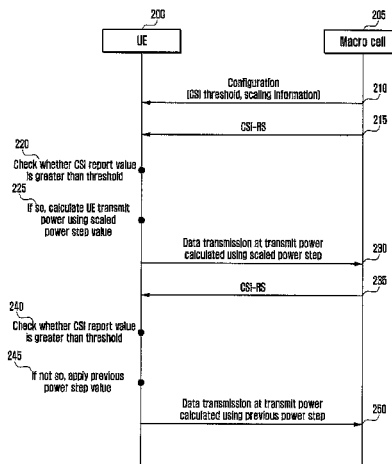 200
205
UE
Macro cell
Configuration
(CSI threshold, scaling information)
210
CSI-RS
215
220
Check whether CSI report value
is greater than threshold
225
If so, calculate UE transmit
power using scaled
power step value
Data transmission at transmit power
calculated using scaled power step
230
CSI-RS
235
240
Check whether CSI report value
is greater than threshold
245
If not so, apply previous
power step value
Data transmission at transmit power
calculated using previous power step
250